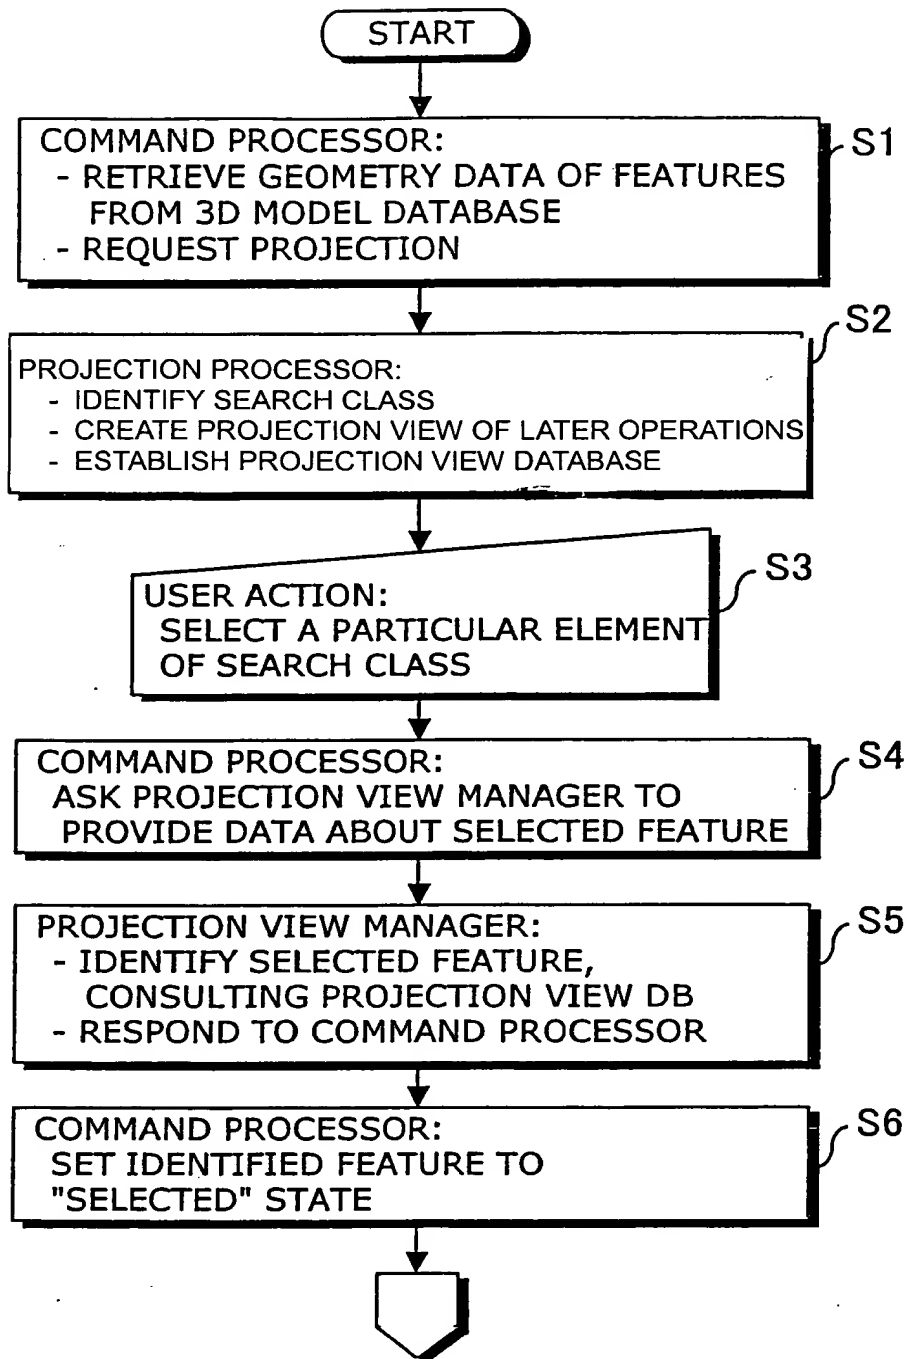 START
COMMAND PROCESSOR:
- RETRIEVE GEOMETRY DATA OF FEATURES
FROM 3D MODEL DATABASE
- REQUEST PROJECTION
S1
PROJECTION PROCESSOR:
- IDENTIFY SEARCH CLASS
- CREATE PROJECTION VIEW OF LATER OPERATIONS
- ESTABLISH PROJECTION VIEW DATABASE
S2
USER ACTION:
SELECT A PARTICULAR ELEMENT
OF SEARCH CLASS
S3
COMMAND PROCESSOR:
ASK PROJECTION VIEW MANAGER TO
PROVIDE DATA ABOUT SELECTED FEATURE
S4
PROJECTION VIEW MANAGER:
- IDENTIFY SELECTED FEATURE,
CONSULTING PROJECTION VIEW DB
- RESPOND TO COMMAND PROCESSOR
S5
COMMAND PROCESSOR:
SET IDENTIFIED FEATURE TO
"SELECTED" STATE
S6